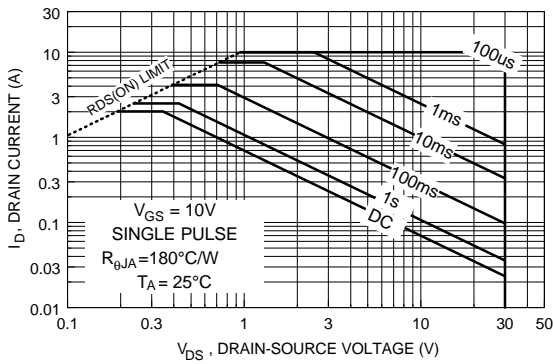 30
10
3
1
0.3
0.1
0.03
0.01
I_D, DRAIN CURRENT (A)
RDS(ON) LIMIT
100us
1ms
10ms
100ms
1s
DC
V_GS = 10V
SINGLE PULSE
R_θJA=180°C/W
T_A = 25°C
0.1 0.3 1 3 10 30 50
V_DS , DRAIN-SOURCE VOLTAGE (V)